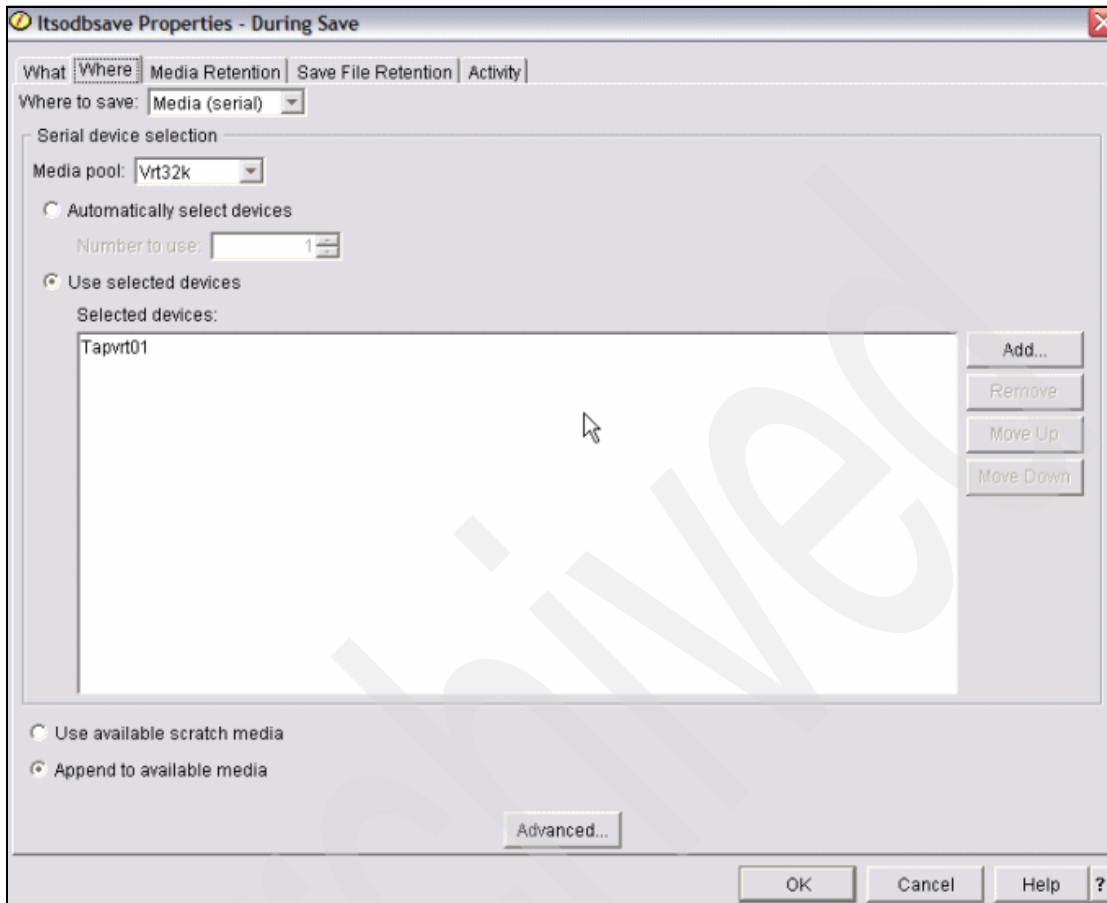 Itsodbsave Properties - During Save
What Where Media Retention Save File Retention Activity
Where to save: Media (serial)
Serial device selection
Media pool: Vrt32k
Automatically select devices
Number to use: 1
Use selected devices
Selected devices:
Tapvrt01
Add...
Remove
Move Up
Move Down
Use available scratch media
Append to available media
Advanced...
OK Cancel Help ?